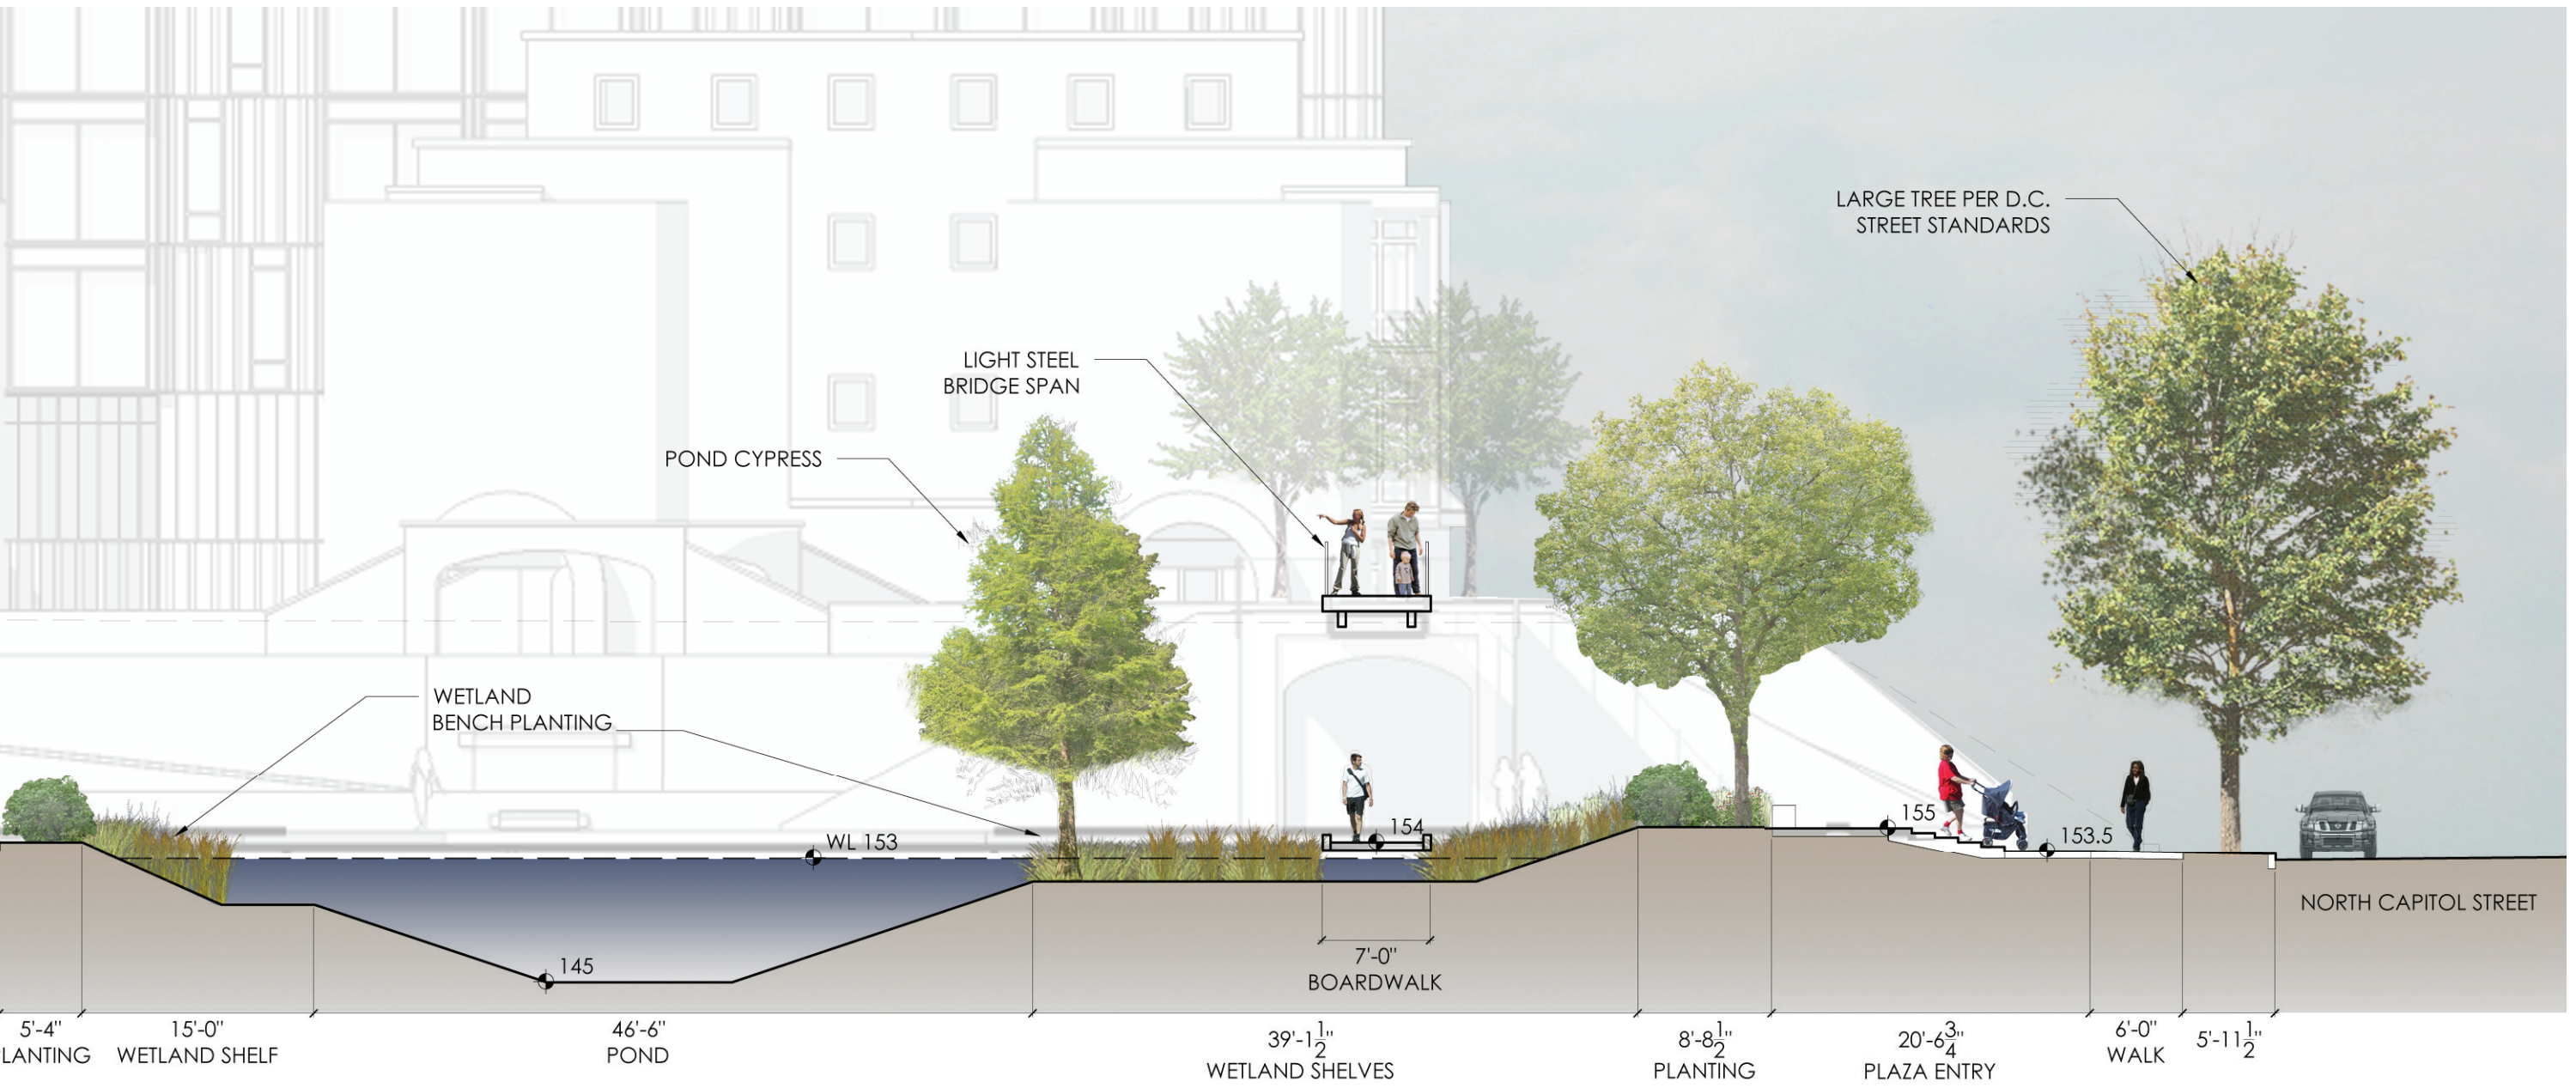 LARGE TREE PER D.C.
STREET STANDARDS
LIGHT STEEL
BRIDGE SPAN
POND CYPRESS
WETLAND
BENCH PLANTING
WL 153
154
155
153.5
NORTH CAPITOL STREET
145
7'-0"
BOARDWALK
5'-4"
LANTING
15'-0"
WETLAND SHELF
46'-6"
POND
39'-1 1/2"
WETLAND SHELVES
8'-8 1/2"
PLANTING
20'-6 3/4"
PLAZA ENTRY
6'-0"
WALK
5'-11 1/2"